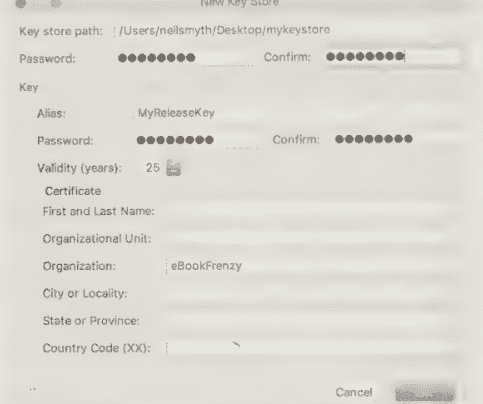 New Key Store
Key store path: /Users/neilsmyth/Desktop/mykeystore
Password: ●●●●●●●● Confirm: ●●●●●●●●
Key
Alias: MyReleaseKey
Password: ●●●●●●●● Confirm: ●●●●●●●●
Validity (years): 25
Certificate
First and Last Name:
Organizational Unit:
Organization: eBookFrenzy
City or Locality:
State or Province:
Country Code (XX):
Cancel